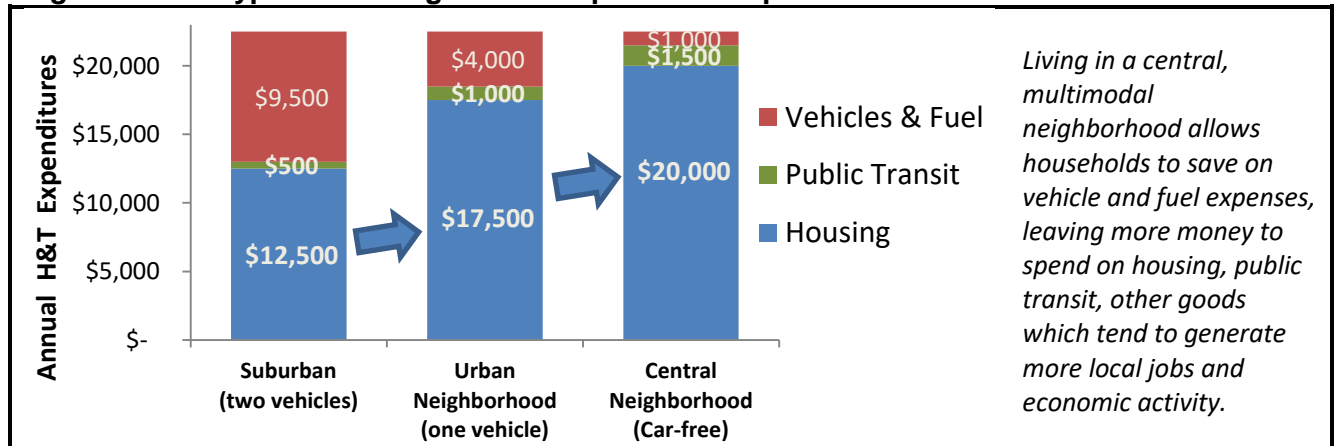 Annual H&T Expenditures
$20,000
$15,000
$10,000
$5,000
$-
$9,500
$500
$12,500
$4,000
$1,000
$17,500
$1,000
$1,500
$20,000
Suburban
(two vehicles)
Urban
Neighborhood
(one vehicle)
Central
Neighborhood
(Car-free)
Vehicles & Fuel
Public Transit
Housing
Living in a central,
multimodal
neighborhood allows
households to save on
vehicle and fuel expenses,
leaving more money to
spend on housing, public
transit, other goods
which tend to generate
more local jobs and
economic activity.